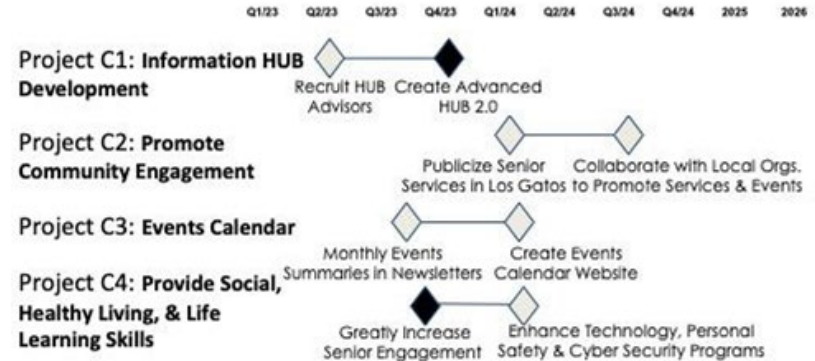 Q1/23 Q2/23 Q3/23 Q4/23 Q1/24 Q2/24 Q3/24 Q4/24 2025 2026
Project C1: Information HUB
Development
Recruit HUB
Advisors
Create Advanced
HUB 2.0
Project C2: Promote
Community Engagement
Publicize Senior
Services in Los Gatos
Collaborate with Local Orgs.
to Promote Services & Events
Project C3: Events Calendar
Monthly Events
Summaries in Newsletters
Create Events
Calendar Website
Project C4: Provide Social,
Healthy Living, & Life
Learning Skills
Greatly Increase
Senior Engagement
Enhance Technology, Personal
Safety & Cyber Security Programs